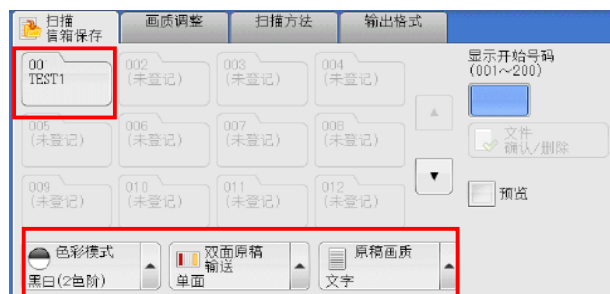 扫描
信箱保存
画质调整
扫描方法
输出格式
00
TEST1
002
(未登记)
003
(未登记)
004
(未登记)
显示开始号码
(001～200)
005
(未登记)
006
(未登记)
007
(未登记)
008
(未登记)
文件
确认/删除
009
(未登记)
010
(未登记)
011
(未登记)
012
(未登记)
预览
色彩模式
黑白(2色阶)
双面原稿
输送
单面
原稿画质
文字